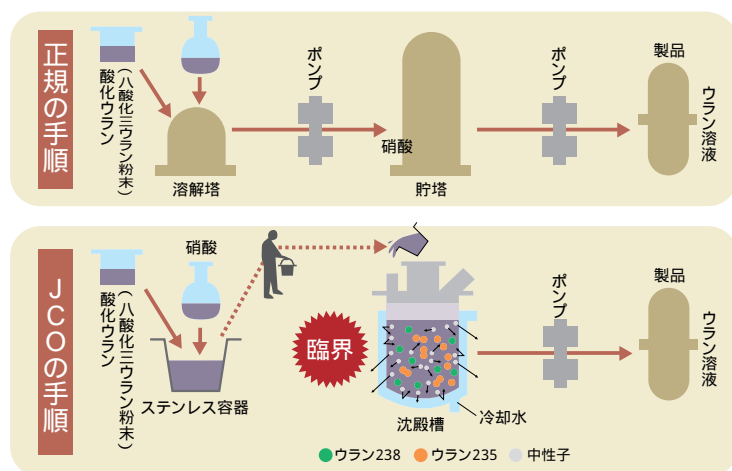 正規の手順
酸化ウラン
（八酸化三ウラン粉末）
溶解塔
ポンプ
硝酸
貯塔
ポンプ
製品
ウラン溶液
JCOの手順
酸化ウラン
（八酸化三ウラン粉末）
硝酸
ステンレス容器
臨界
沈殿槽
冷却水
ポンプ
製品
ウラン溶液
ウラン238 ウラン235 中性子